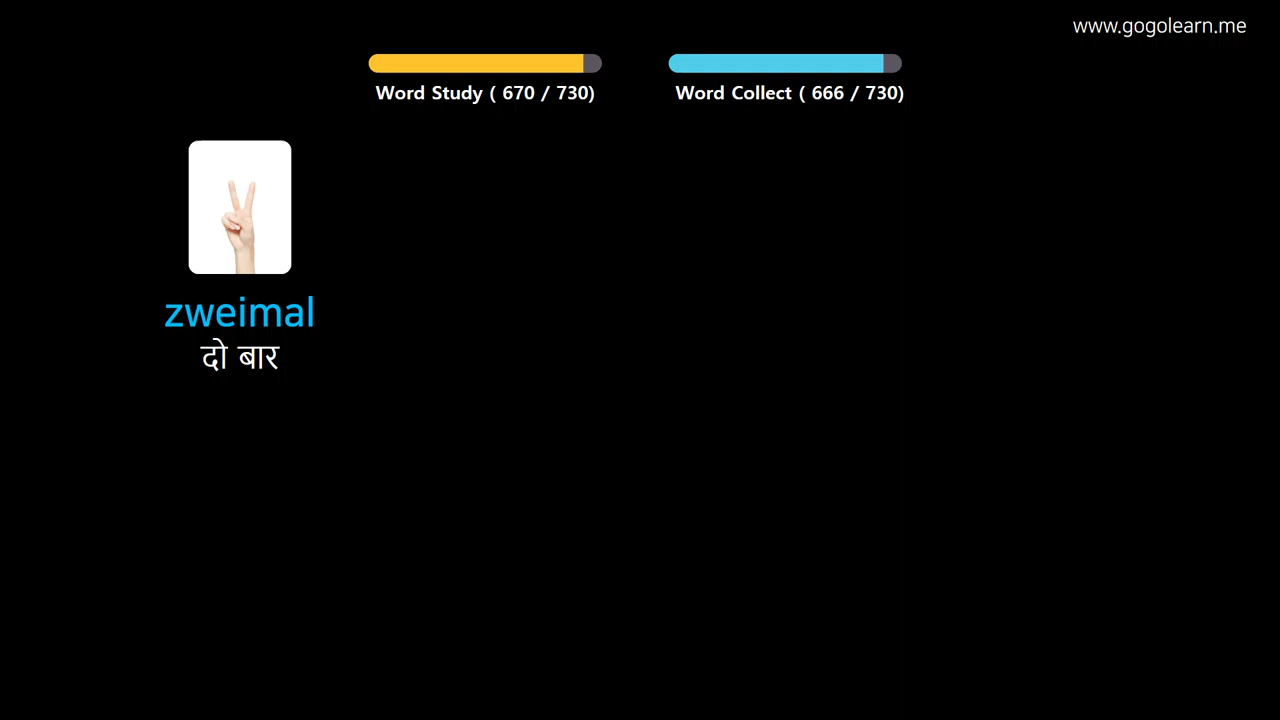 www.gogolearn.me
Word Study ( 670 / 730)
Word Collect ( 666 / 730)
zweimal
दो बार